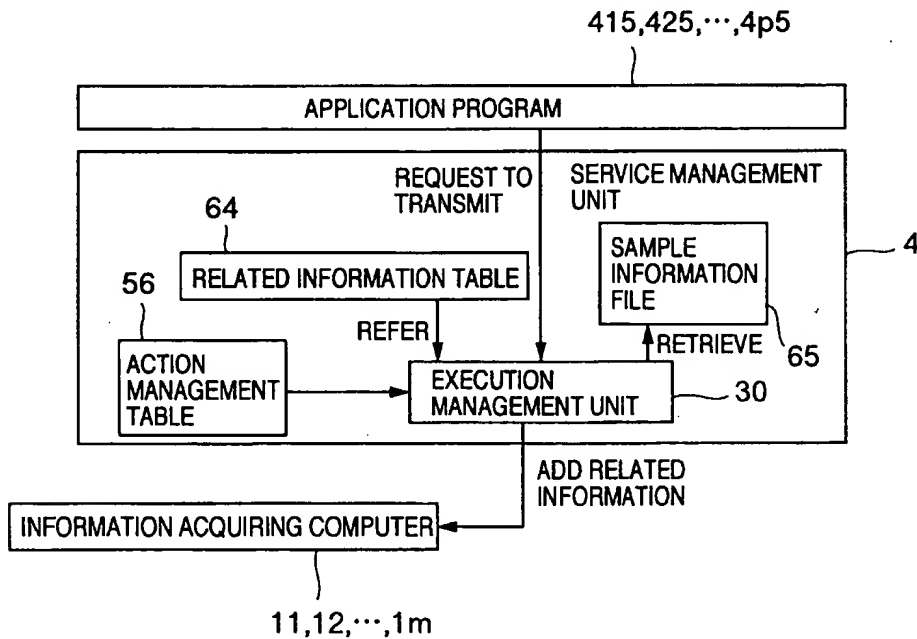 415,425,···,4p5
APPLICATION PROGRAM
REQUEST TO
TRANSMIT
SERVICE MANAGEMENT
UNIT
64
4
SAMPLE
INFORMATION
FILE
RELATED INFORMATION TABLE
56
REFER
RETRIEVE
65
ACTION
MANAGEMENT
TABLE
EXECUTION
MANAGEMENT UNIT
30
ADD RELATED
INFORMATION
INFORMATION ACQUIRING COMPUTER
11,12,···,1m